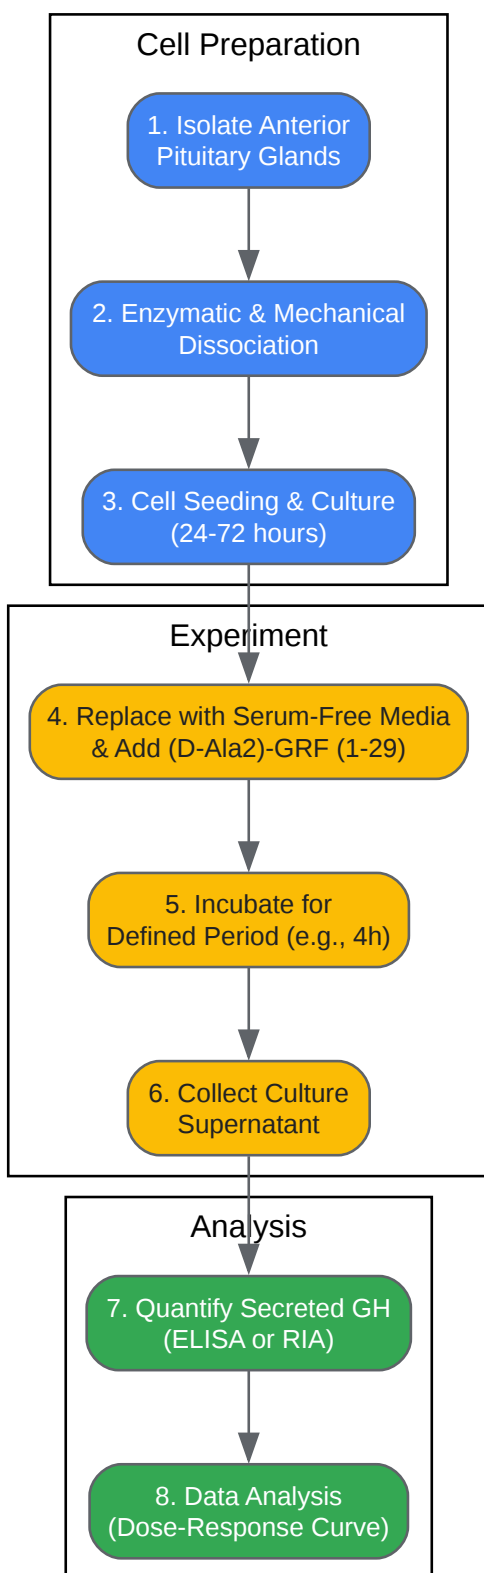 Cell Preparation
1. Isolate Anterior
Pituitary Glands
2. Enzymatic & Mechanical
Dissociation
3. Cell Seeding & Culture
(24-72 hours)
Experiment
4. Replace with Serum-Free Media
& Add (D-Ala2)-GRF (1-29)
5. Incubate for
Defined Period (e.g., 4h)
6. Collect Culture
Supernatant
Analysis
7. Quantify Secreted GH
(ELISA or RIA)
8. Data Analysis
(Dose-Response Curve)